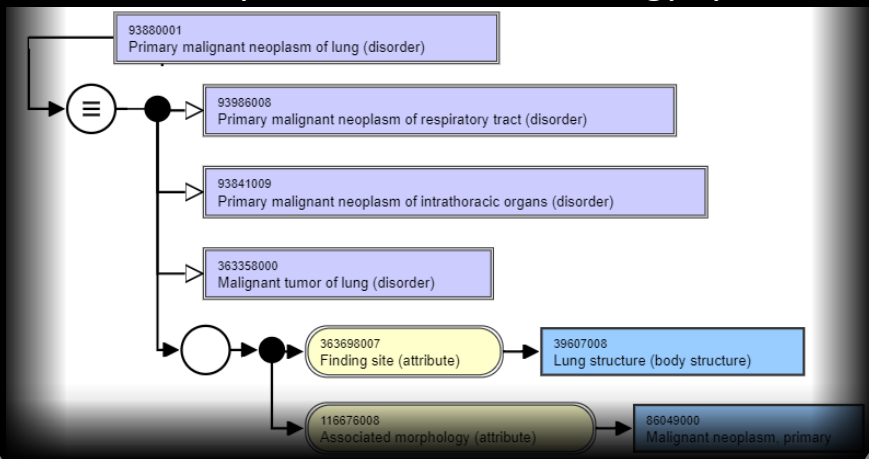 93880001
Primary malignant neoplasm of lung (disorder)
93986008
Primary malignant neoplasm of respiratory tract (disorder)
93841009
Primary malignant neoplasm of intrathoracic organs (disorder)
363358000
Malignant tumor of lung (disorder)
363698007
Finding site (attribute)
39607008
Lung structure (body structure)
116676008
Associated morphology (attribute)
86049000
Malignant neoplasm, primary